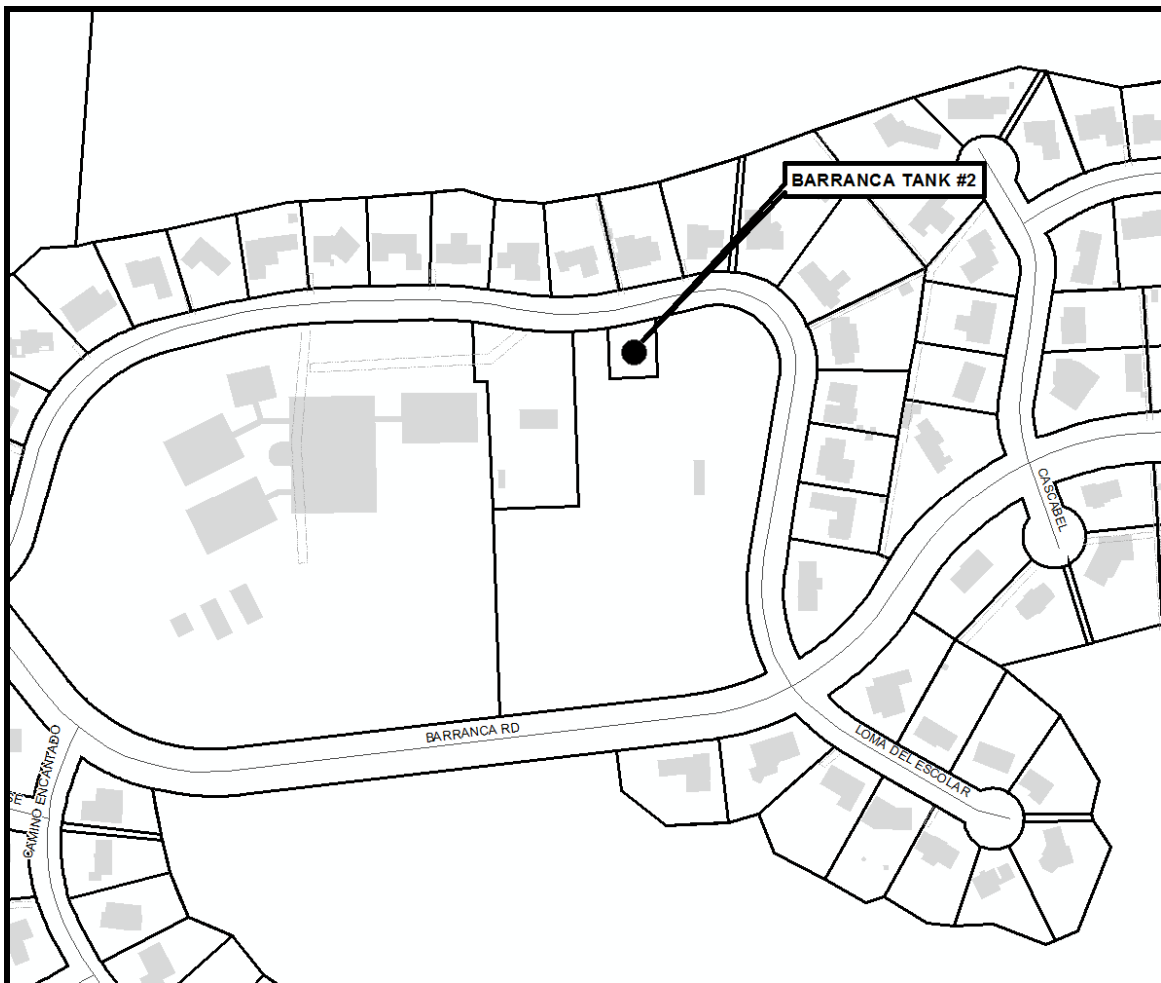 BARRANCA TANK #2
CASCABEL
BARRANCA RD
LOMA DEL ESCOLAR
CAMINO ENCANTADO